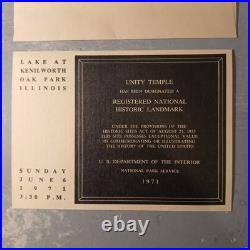 LAKE AT
KENILWORTH
OAK PARK
ILLINOIS
SUNDAY
JUNE 6
1971
3:30 P.M.
UNITY TEMPLE
HAS BEEN DESIGNATED A
REGISTERED NATIONAL
HISTORIC LANDMARK
UNDER THE PROVISIONS OF THE
HISTORIC SITES ACT OF AUGUST 21, 1935
THIS SITE POSSESSES EXCEPTIONAL VALUE
IN COMMEMORATING OR ILLUSTRATING
THE HISTORY OF THE UNITED STATES
U. S. DEPARTMENT OF THE INTERIOR
NATIONAL PARK SERVICE
1971